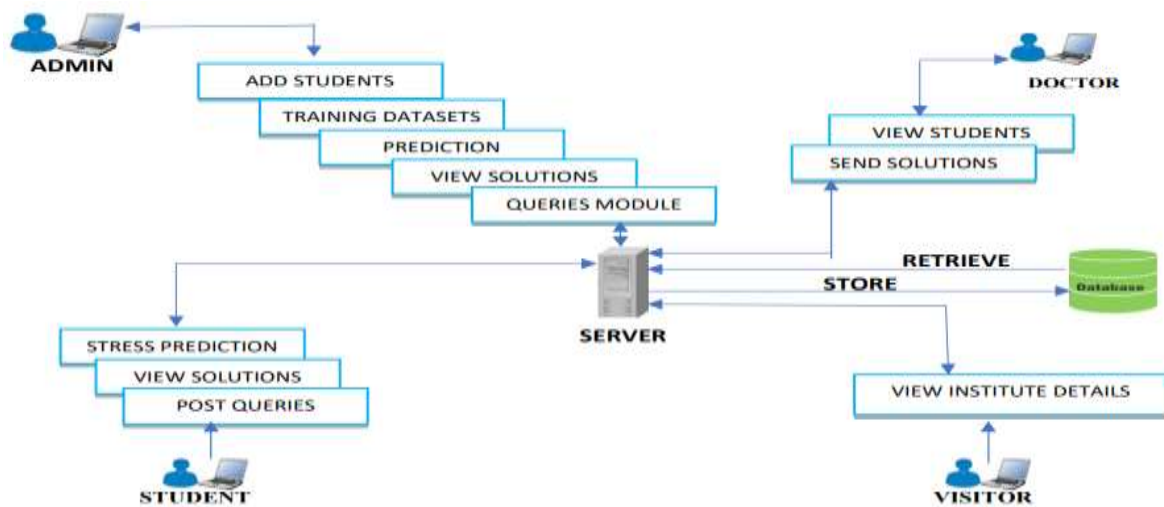 ADMIN
ADD STUDENTS
TRAINING DATASETS
PREDICTION
VIEW SOLUTIONS
QUERIES MODULE
DOCTOR
VIEW STUDENTS
SEND SOLUTIONS
RETRIEVE
STORE
Database
SERVER
STRESS PREDICTION
VIEW SOLUTIONS
POST QUERIES
STUDENT
VIEW INSTITUTE DETAILS
VISITOR